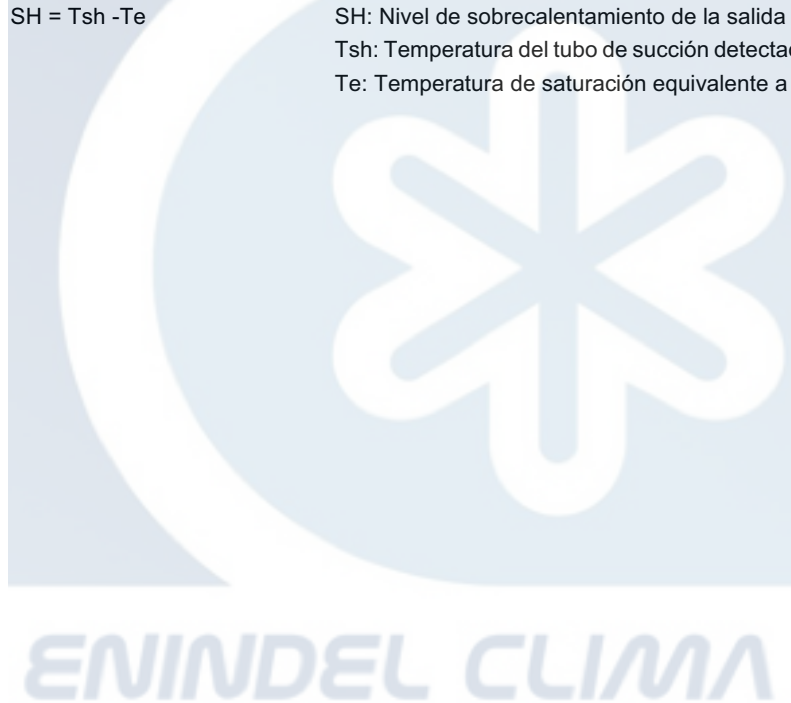 SH = Tsh -Te SH: Nivel de sobrecalentamiento de la salida
Tsh: Temperatura del tubo de succión
Te: Temperatura de saturación equivalente a
ENINDEL CLIMA